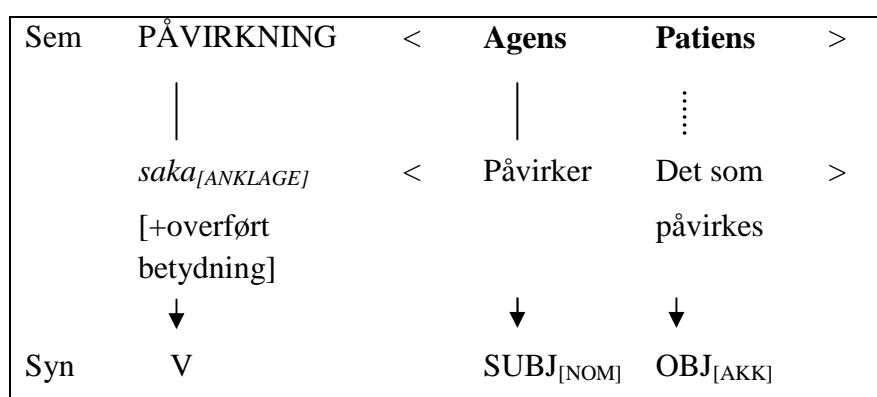 Sem PÅVIRKNING < Agens Patiens >
saka[ANKLAGE] < Påvirker Det som >
[+overført påvirkes
betydning]
Syn V SUBJ[NOM] OBJ[AKK]